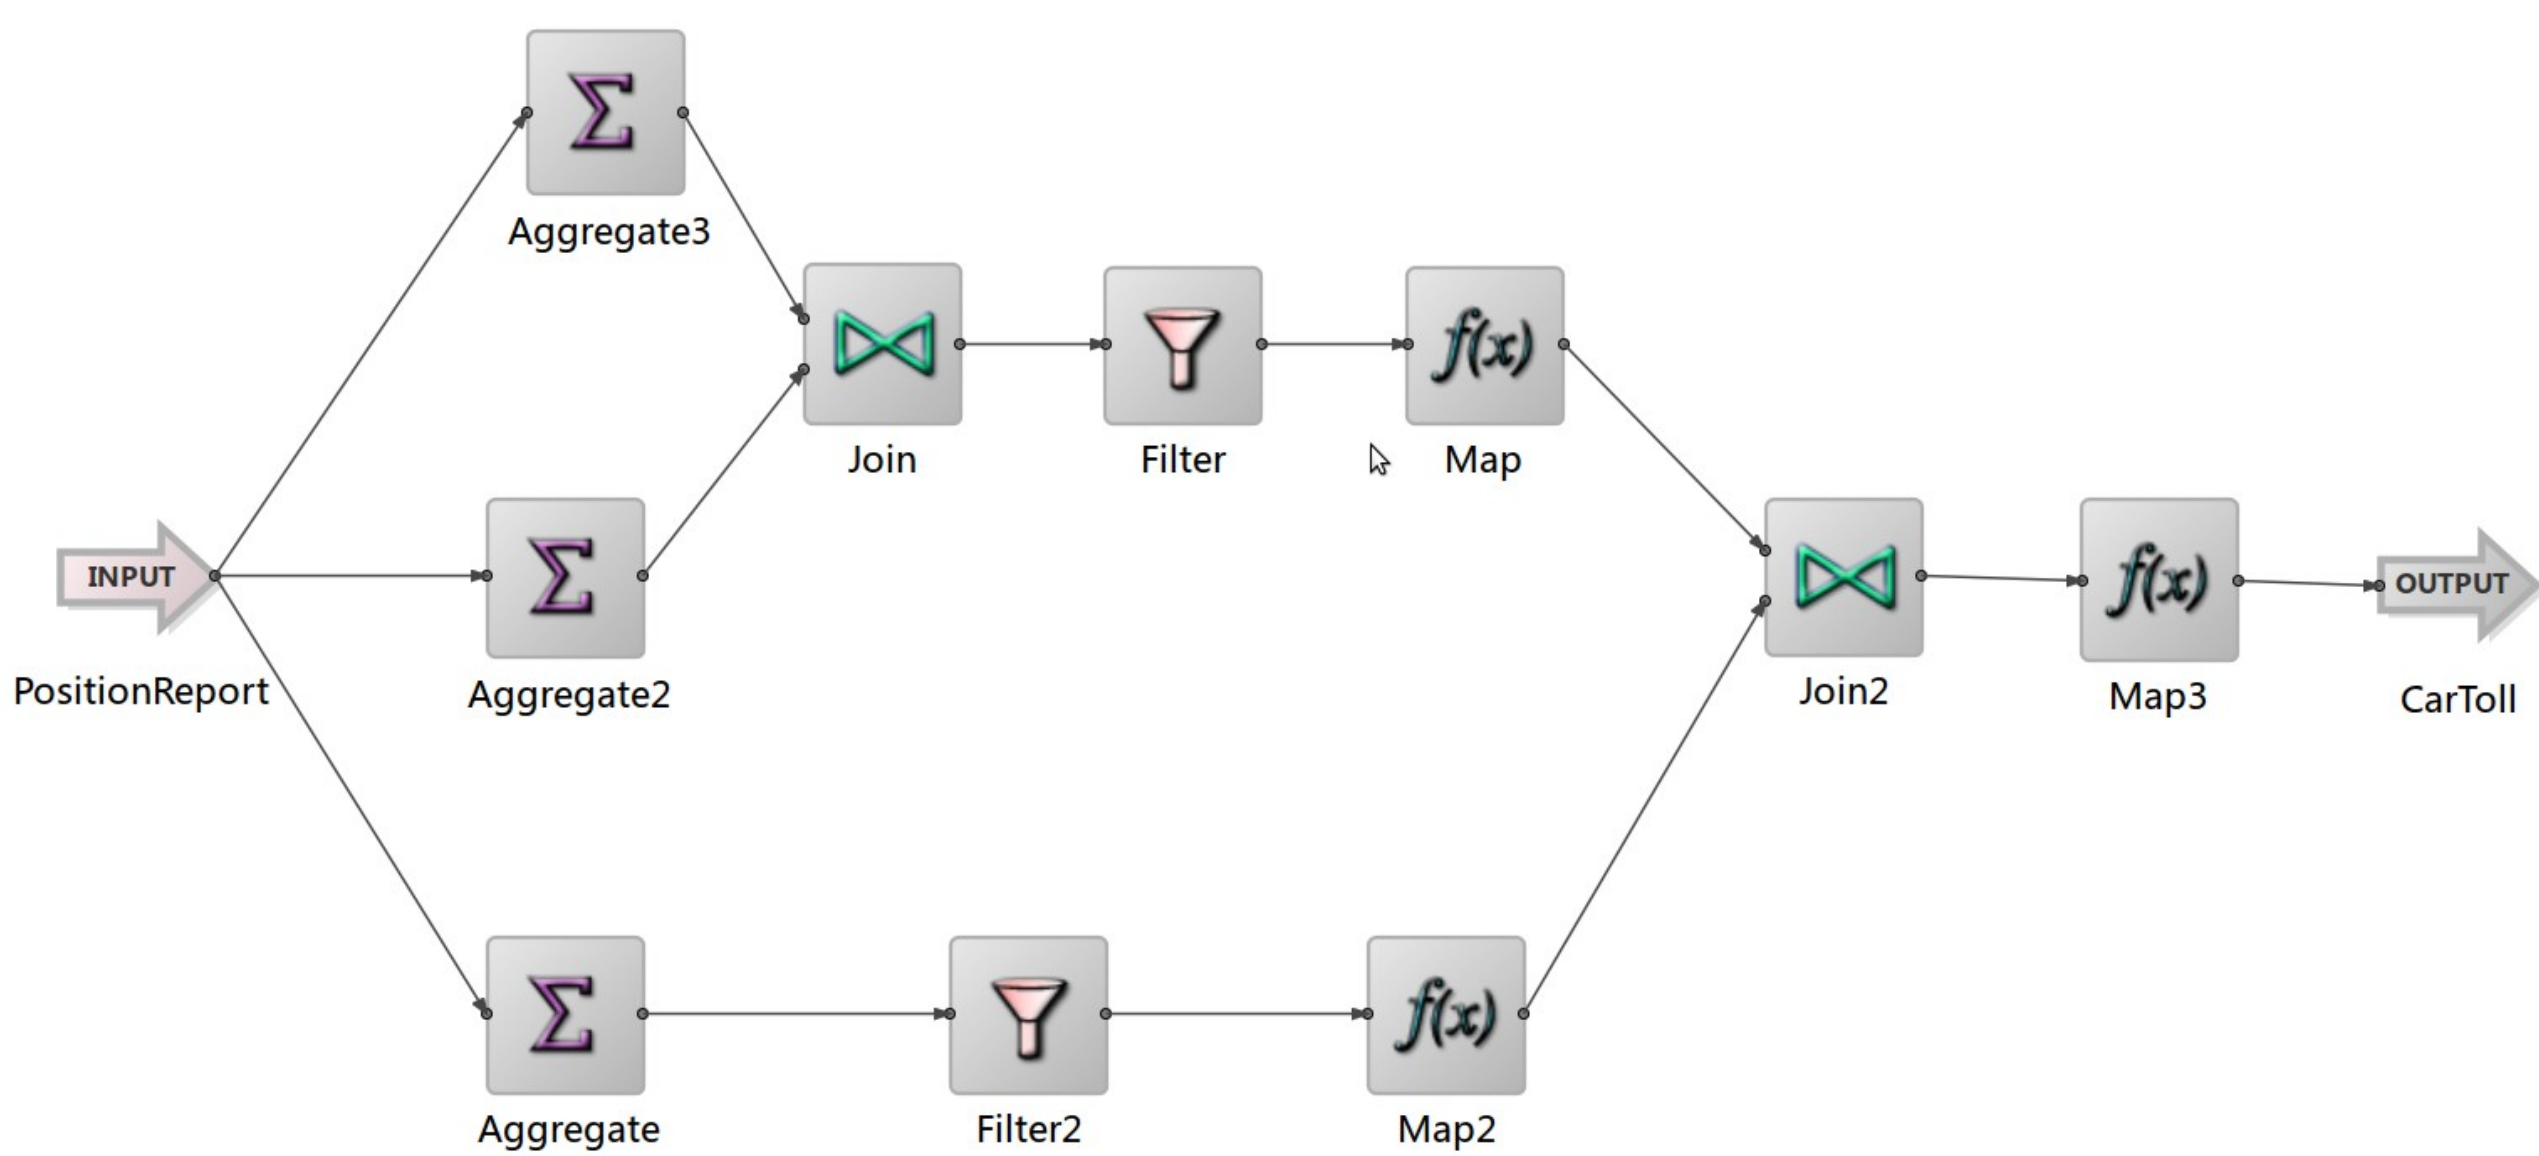 Σ
Aggregate3
Join
Filter
f(x)
Map
INPUT
PositionReport
Σ
Aggregate2
Join2
f(x)
Map3
OUTPUT
CarToll
Σ
Aggregate
Filter2
f(x)
Map2